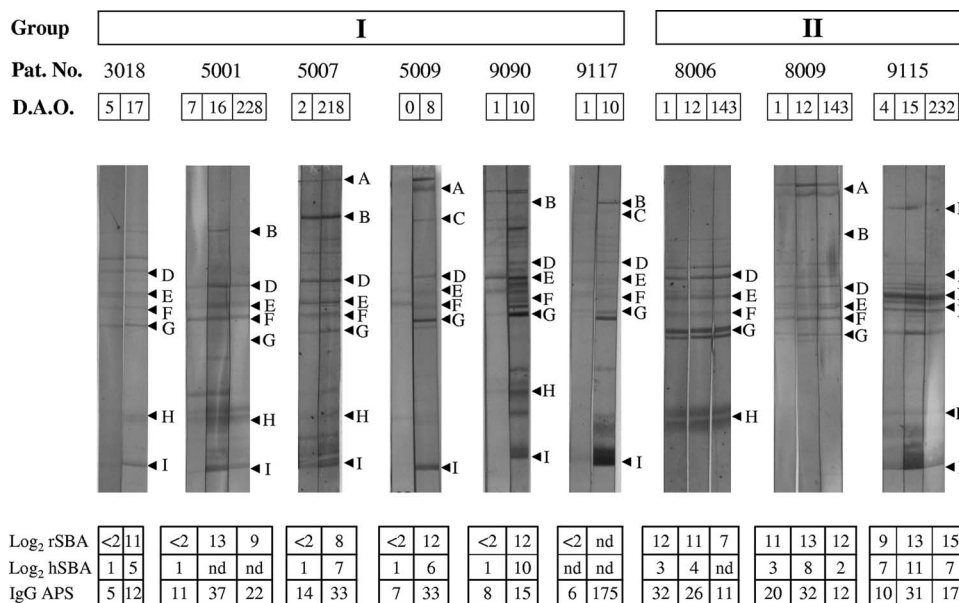 Group I II
Pat. No. 3018 5001 5007 5009 9090 9117 8006 8009 9115
D.A.O. 5 17 7 16 228 2 218 0 8 1 10 1 10 1 12 143 1 12 143 4 15 232
D E F G H I
B D E F G H I
A B D E F G H I
A C D E F G I
B D E F G H I
B C D E F G I
D E F G H
A B D E F G
Log₂ rSBA <2 11 <2 13 9 <2 8 <2 12 <2 12 <2 nd 12 11 7 11 13 12 9 13 15
Log₂ hSBA 1 5 1 nd nd 1 7 1 6 1 10 nd nd 3 4 nd 3 8 2 7 11 7
IgG APS 5 12 11 37 22 14 33 7 33 8 15 6 175 32 26 11 20 32 12 10 31 17